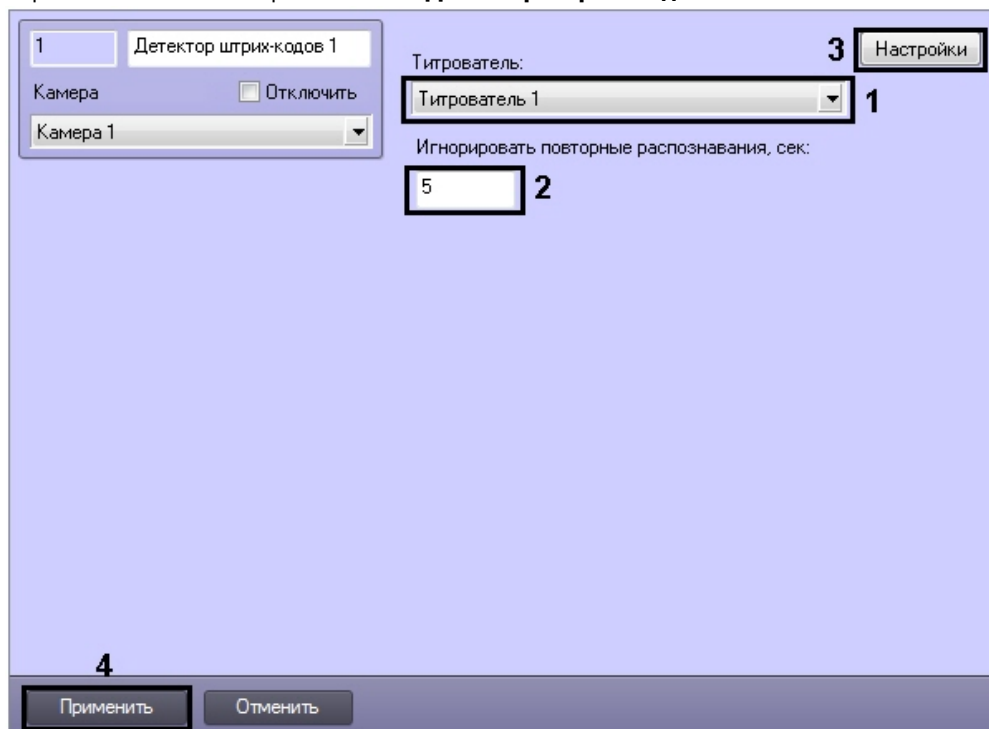 1
Детектор штрих-кодов 1
Камера
Отключить
Камера 1
Титрователь:
3
Настройки
Титрователь 1
1
Игнорировать повторные распознавания, сек:
5
2
4
Применить
Отменить